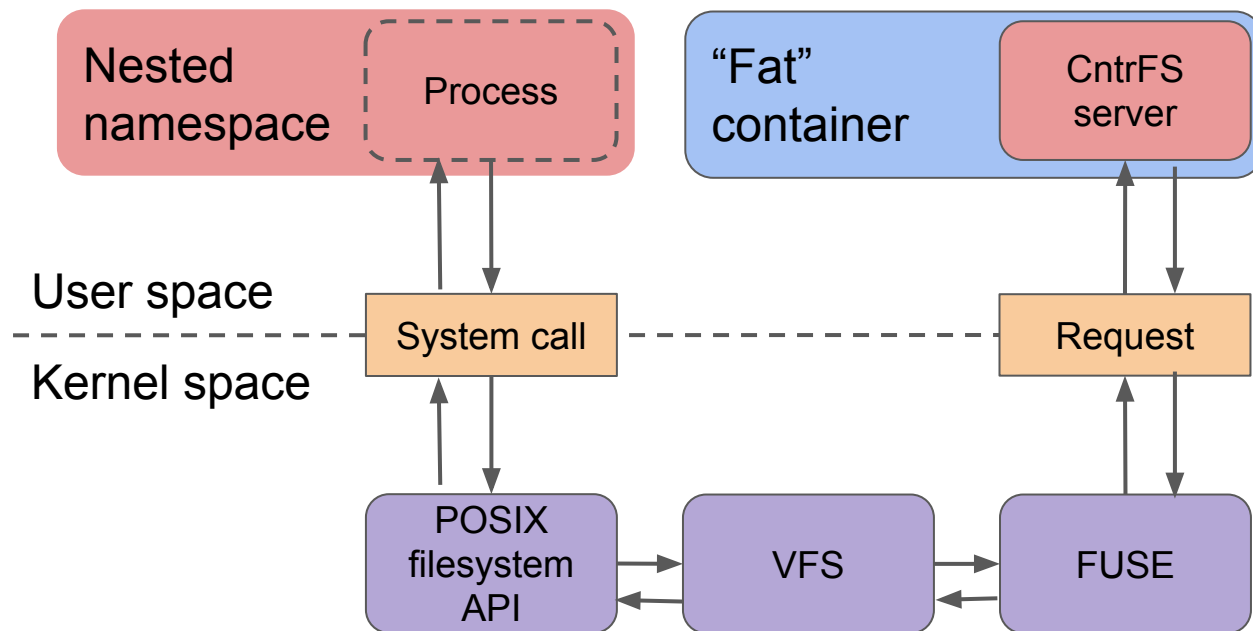 Nested
namespace
Process
“Fat”
container
CntrFS
server
User space
System call
Request
Kernel space
POSIX
filesystem
API
VFS
FUSE